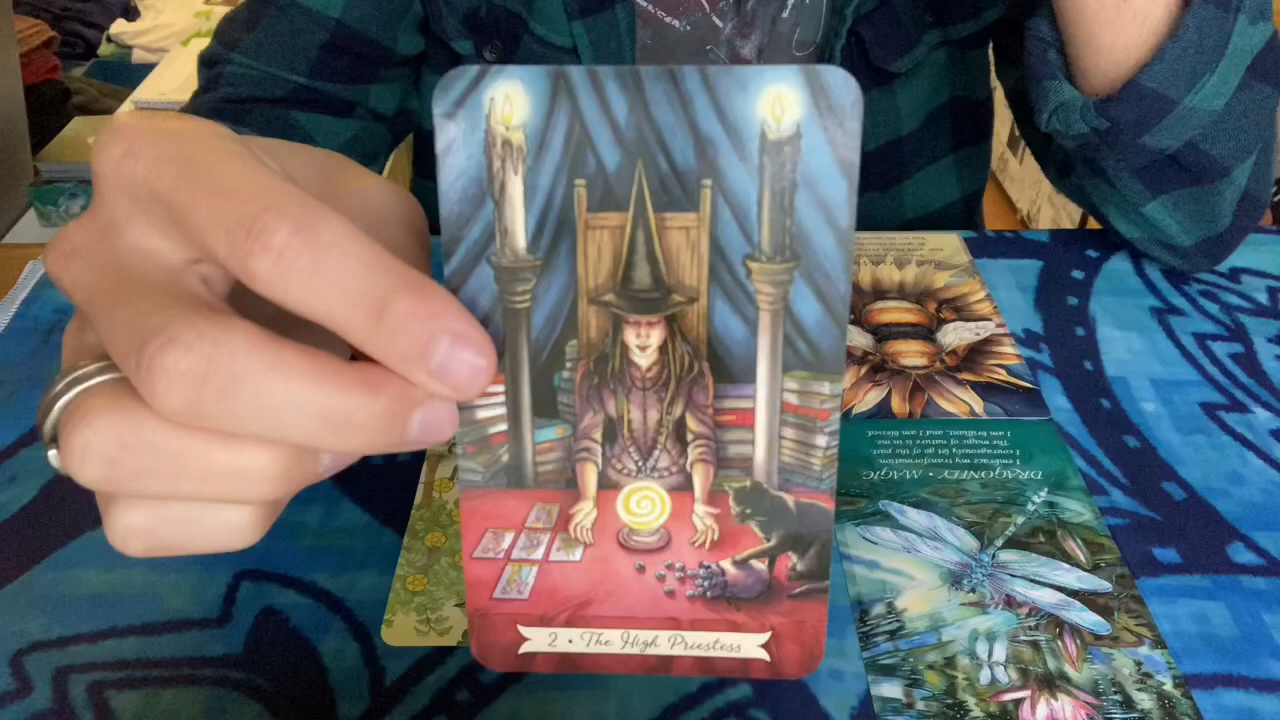 2 • The High Priestess
DRAGONFLY • MAGIC
I embrace my transformation.
I courageously let go of the past.
The magic of nature is in me.
I am brilliant, and I am blessed.